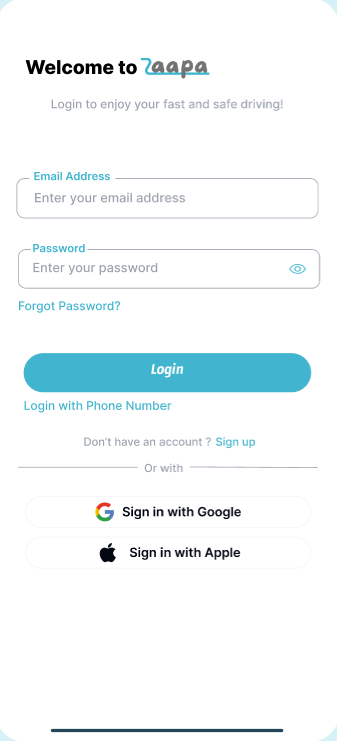 Welcome to Zaapa
Login to enjoy your fast and safe driving!
Email Address
Enter your email address
Password
Enter your password
Forgot Password?
Login
Login with Phone Number
Don't have an account ? Sign up
Or with
Sign in with Google
Sign in with Apple